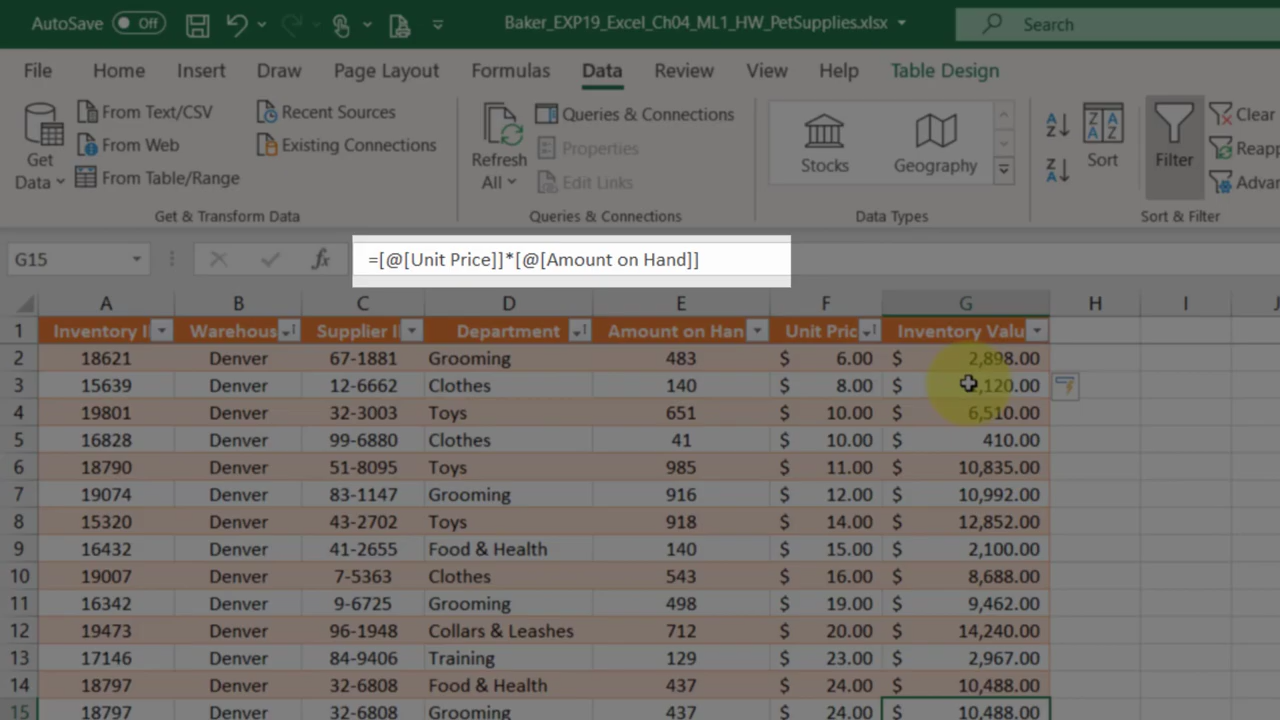 AutoSave Off Baker_EXP19_Excel_Ch04_ML1_HW_PetSupplies.xlsx Search
File Home Insert Draw Page Layout Formulas Data Review View Help Table Design
From Text/CSV Recent Sources Queries & Connections Clear
From Web Existing Connections Properties Reapp
Get Data From Table/Range Refresh All Edit Links Stocks Geography Sort Filter Advan
Get & Transform Data Queries & Connections Data Types Sort & Filter
G15 fx =[@[Unit Price]]*[@[Amount on Hand]]
A B C D E F G H I J
1 Inventory I Warehous Supplier I Department Amount on Han Unit Pric Inventory Valu
2 18621 Denver 67-1881 Grooming 483 $ 6.00 $ 2,898.00
3 15639 Denver 12-6662 Clothes 140 $ 8.00 $ 1,120.00
4 19801 Denver 32-3003 Toys 651 $ 10.00 $ 6,510.00
5 16828 Denver 99-6880 Clothes 41 $ 10.00 $ 410.00
6 18790 Denver 51-8095 Toys 985 $ 11.00 $ 10,835.00
7 19074 Denver 83-1147 Grooming 916 $ 12.00 $ 10,992.00
8 15320 Denver 43-2702 Toys 918 $ 14.00 $ 12,852.00
9 16432 Denver 41-2655 Food & Health 140 $ 15.00 $ 2,100.00
10 19007 Denver 7-5363 Clothes 543 $ 16.00 $ 8,688.00
11 16342 Denver 9-6725 Grooming 498 $ 19.00 $ 9,462.00
12 19473 Denver 96-1948 Collars & Leashes 712 $ 20.00 $ 14,240.00
13 17146 Denver 84-9406 Training 129 $ 23.00 $ 2,967.00
14 18797 Denver 32-6808 Food & Health 437 $ 24.00 $ 10,488.00
15 18797 Denver 32-6808 Grooming 437 $ 24.00 $ 10,488.00